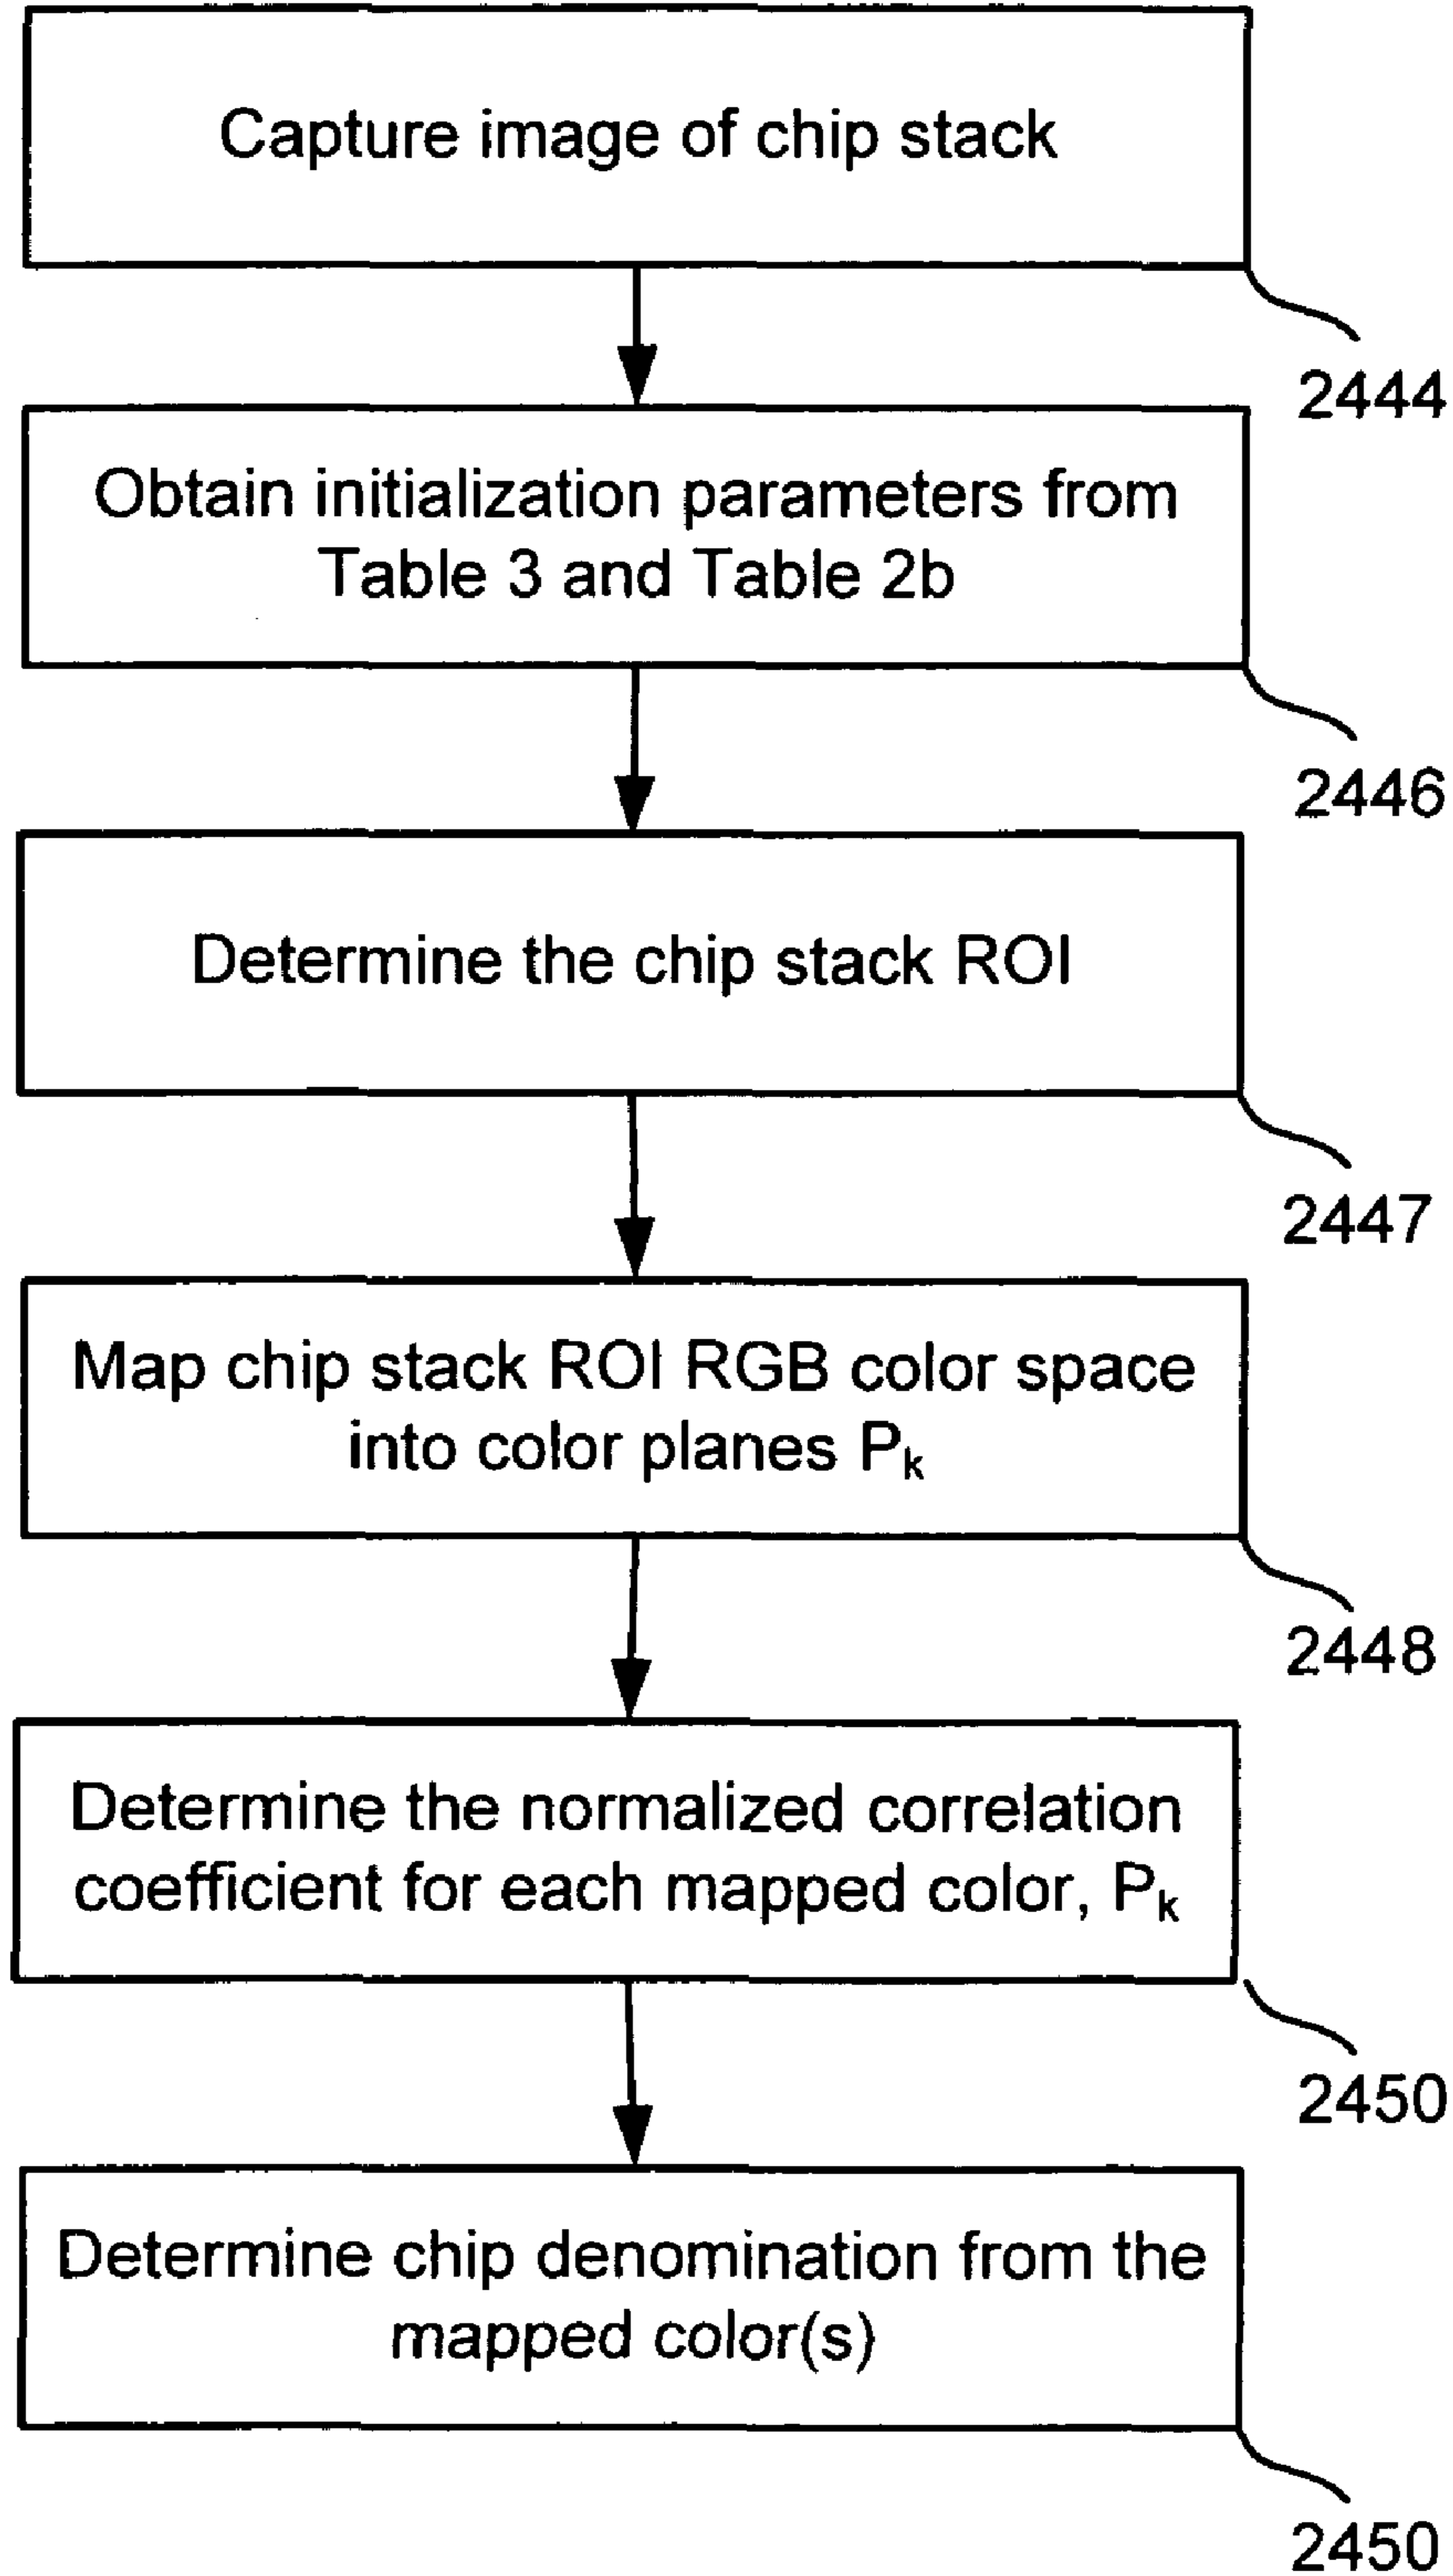 Capture image of chip stack
2444
Obtain initialization parameters from
Table 3 and Table 2b
2446
Determine the chip stack ROI
2447
Map chip stack ROI RGB color space
into color planes Pk
2448
Determine the normalized correlation
coefficient for each mapped color, Pk
2450
Determine chip denomination from the
mapped color(s)
2450